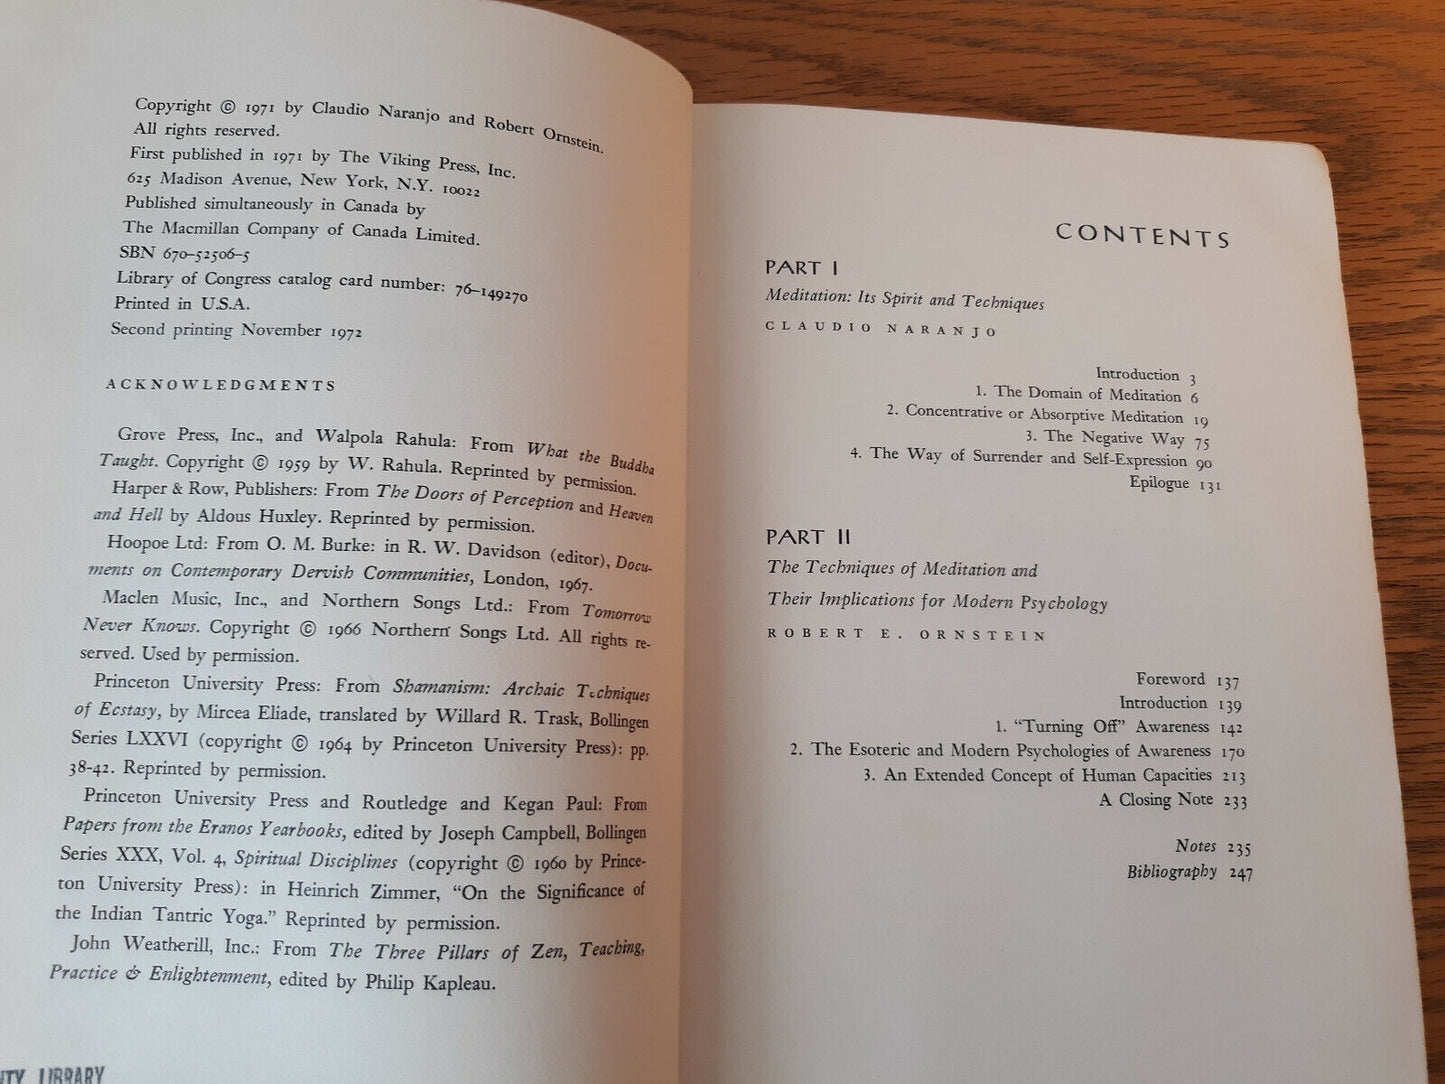 Copyright © 1971 by Claudio Naranjo and Robert Ornstein.
All rights reserved.
First published in 1971 by The Viking Press, Inc.
625 Madison Avenue, New York, N.Y. 10022
Published simultaneously in Canada by
The Macmillan Company of Canada Limited.
SBN 670–52506–5
Library of Congress catalog card number: 76–149270
Printed in U.S.A.
Second printing November 1972
ACKNOWLEDGMENTS
Grove Press, Inc., and Walpola Rahula: From What the Buddha
Taught. Copyright © 1959 by W. Rahula. Reprinted by permission.
Harper & Row, Publishers: From The Doors of Perception and Heaven
and Hell by Aldous Huxley. Reprinted by permission.
Hoopoe Ltd: From O. M. Burke: in R. W. Davidson (editor), Docu-
ments on Contemporary Dervish Communities, London, 1967.
Maclen Music, Inc., and Northern Songs Ltd.: From Tomorrow
Never Knows. Copyright © 1966 Northern Songs Ltd. All rights re-
served. Used by permission.
Princeton University Press: From Shamanism: Archaic Techniques
of Ecstasy, by Mircea Eliade, translated by Willard R. Trask, Bollingen
Series LXXVI (copyright © 1964 by Princeton University Press): pp.
38-42. Reprinted by permission.
Princeton University Press and Routledge and Kegan Paul: From
Papers from the Eranos Yearbooks, edited by Joseph Campbell, Bollingen
Series XXX, Vol. 4, Spiritual Disciplines (copyright © 1960 by Prince-
ton University Press): in Heinrich Zimmer, “On the Significance of
the Indian Tantric Yoga.” Reprinted by permission.
John Weatherill, Inc.: From The Three Pillars of Zen, Teaching,
Practice & Enlightenment, edited by Philip Kapleau.
LIBRARY
CONTENTS
PART I
Meditation: Its Spirit and Techniques
CLAUDIO NARANJO
Introduction 3
1. The Domain of Meditation 6
2. Concentrative or Absorptive Meditation 19
3. The Negative Way 75
4. The Way of Surrender and Self-Expression 90
Epilogue 131
PART II
The Techniques of Meditation and
Their Implications for Modern Psychology
ROBERT E. ORNSTEIN
Foreword 137
Introduction 139
1. “Turning Off” Awareness 142
2. The Esoteric and Modern Psychologies of Awareness 170
3. An Extended Concept of Human Capacities 213
A Closing Note 233
Notes 235
Bibliography 247